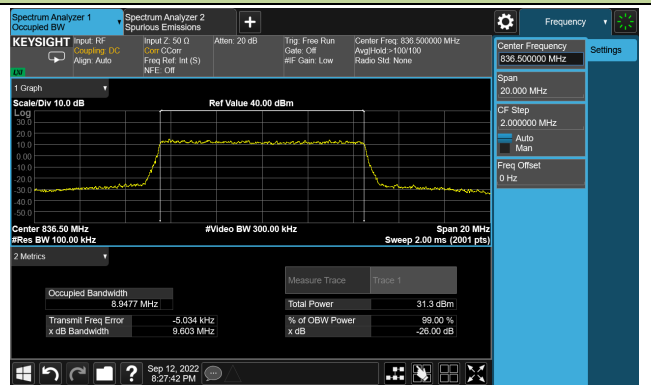 Spectrum Analyzer 1
Occupied BW
Spectrum Analyzer 2
Spurious Emissions
Frequency
KEYSIGHT
Input: RF
Coupling: DC
Align: Auto
Input Z: 50 Ω
Corr CCorr
Freq Ref: Int (S)
NFE: Off
Atten: 20 dB
Trig: Free Run
Gate: Off
#IF Gain: Low
Center Freq: 836.500000 MHz
Avg|Hold:>100/100
Radio Std: None
LXI
Center Frequency
836.500000 MHz
Settings
Span
20.000 MHz
CF Step
2.000000 MHz
Auto
Man
Freq Offset
0 Hz
1 Graph
Scale/Div 10.0 dB
Ref Value 40.00 dBm
Log
30.0
20.0
10.0
0.00
-10.0
-20.0
-30.0
-40.0
-50.0
Center 836.50 MHz
#Video BW 300.00 kHz
Span 20 MHz
#Res BW 100.00 kHz
Sweep 2.00 ms (2001 pts)
2 Metrics
Measure Trace
Trace 1
Occupied Bandwidth
8.9477 MHz
Total Power
31.3 dBm
Transmit Freq Error
-5.034 kHz
% of OBW Power
99.00 %
x dB Bandwidth
9.603 MHz
x dB
-26.00 dB
Sep 12, 2022
8:27:42 PM